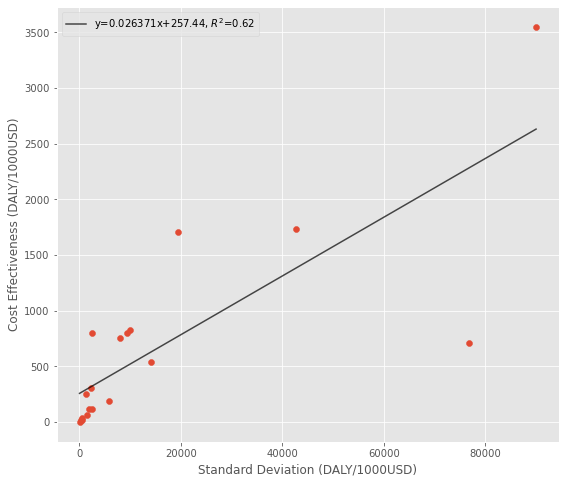 y=0.026371x+257.44, R²=0.62
3500
3000
2500
2000
1500
1000
500
0
Cost Effectiveness (DALY/1000USD)
0 20000 40000 60000 80000
Standard Deviation (DALY/1000USD)